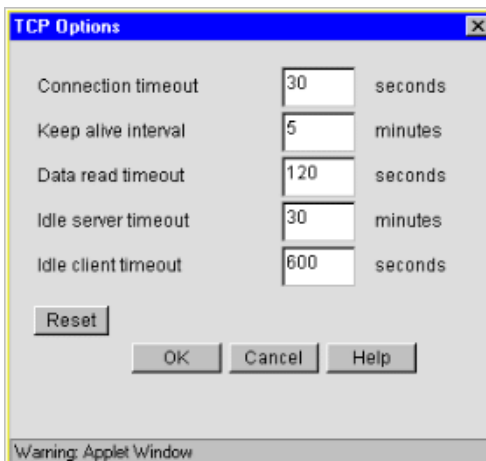 TCP Options
Connection timeout 30 seconds
Keep alive interval 5 minutes
Data read timeout 120 seconds
Idle server timeout 30 minutes
Idle client timeout 600 seconds
Reset
OK Cancel Help
Warning: Applet Window